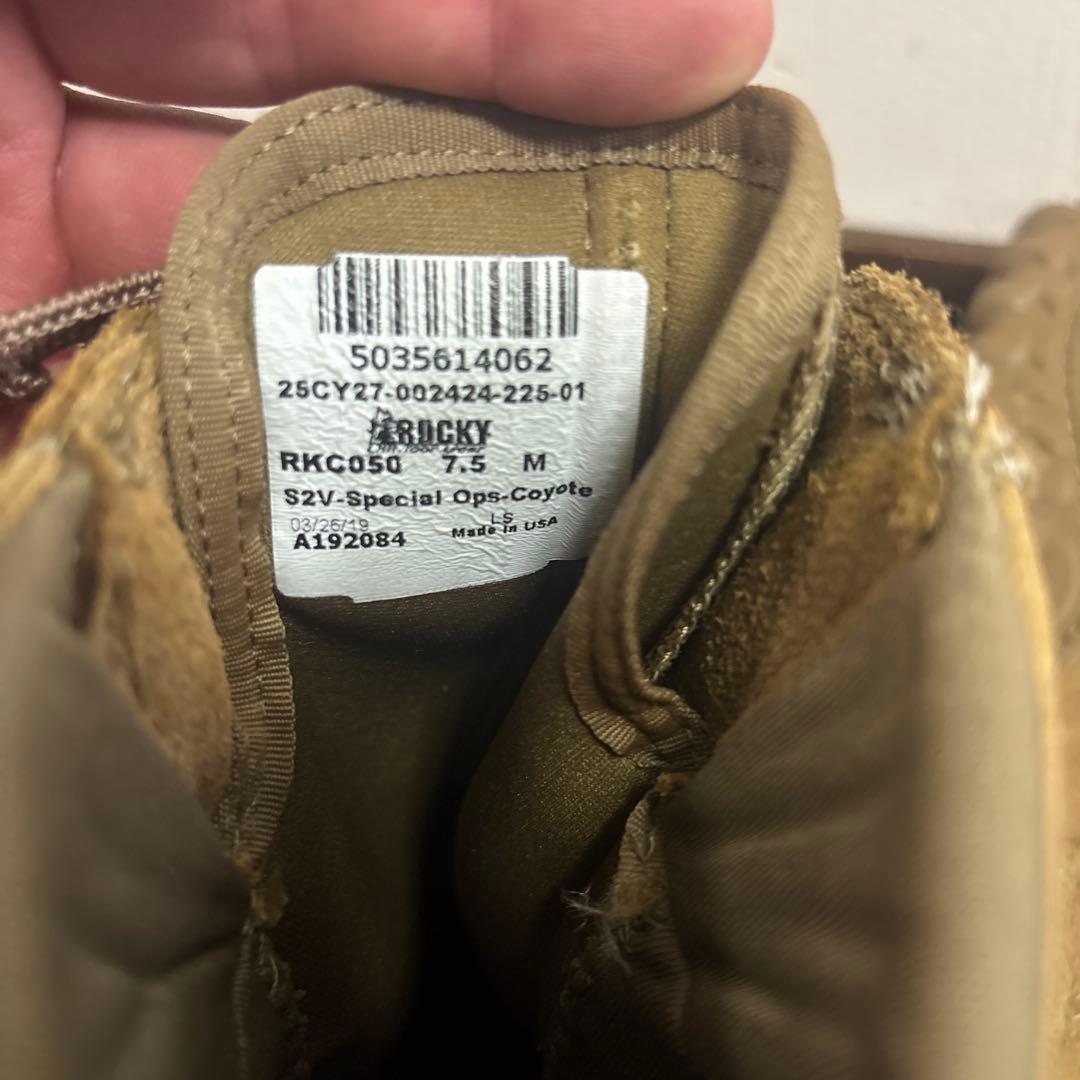 5035614062
25CY27-002424-225-01
ROCKY
RKC050 7.5 M
S2V-Special Ops-Coyote
03/26/19 LS
A192084 Made in USA